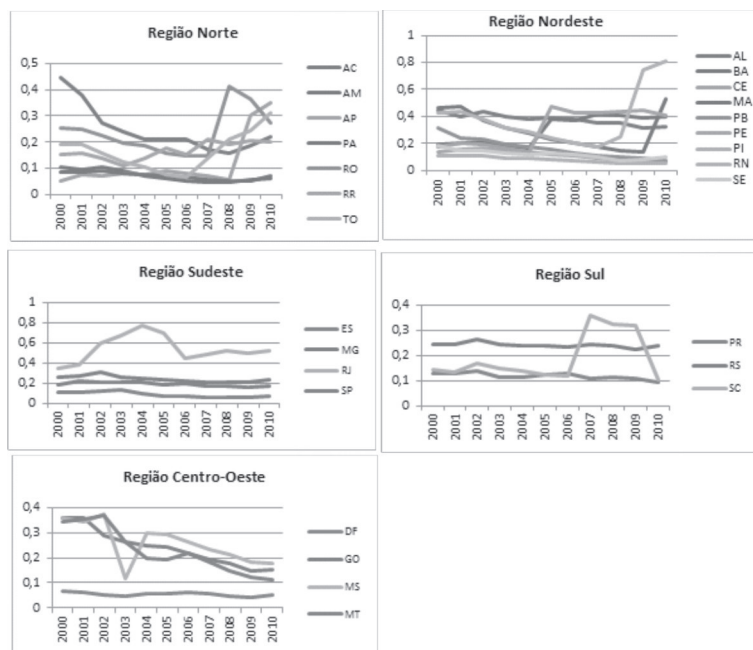 Região Norte
0,5
0,4
0,3
0,2
0,1
0
2000 2001 2002 2003 2004 2005 2006 2007 2008 2009 2010
AC
AM
AP
PA
RO
RR
TO
Região Nordeste
1
0,8
0,6
0,4
0,2
0
2000 2001 2002 2003 2004 2005 2006 2007 2008 2009 2010
AL
BA
CE
MA
PB
PE
PI
RN
SE
Região Sudeste
1
0,8
0,6
0,4
0,2
0
2000 2001 2002 2003 2004 2005 2006 2007 2008 2009 2010
ES
MG
RJ
SP
Região Sul
0,4
0,3
0,2
0,1
0
2000 2001 2002 2003 2004 2005 2006 2007 2008 2009 2010
PR
RS
SC
Região Centro-Oeste
0,4
0,3
0,2
0,1
0
2000 2001 2002 2003 2004 2005 2006 2007 2008 2009 2010
DF
GO
MS
MT